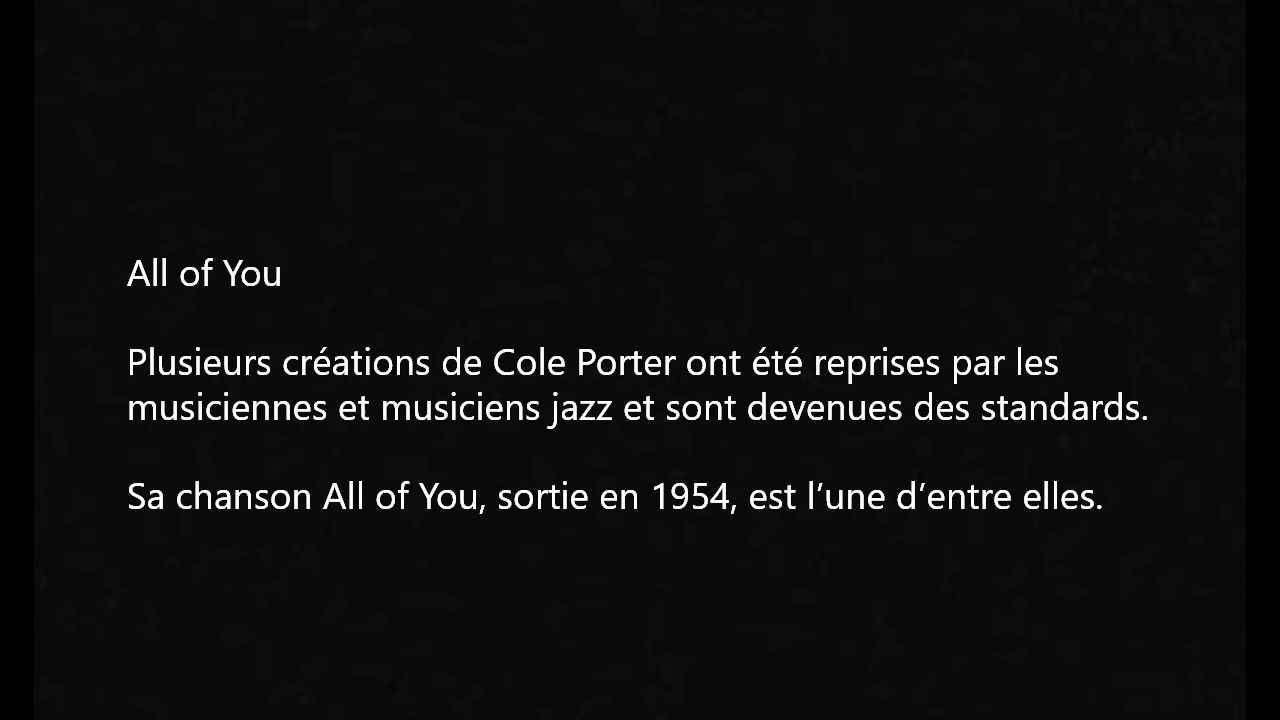 All of You
Plusieurs créations de Cole Porter ont été reprises par les
musiciennes et musiciens jazz et sont devenues des standards.
Sa chanson All of You, sortie en 1954, est l’une d’entre elles.